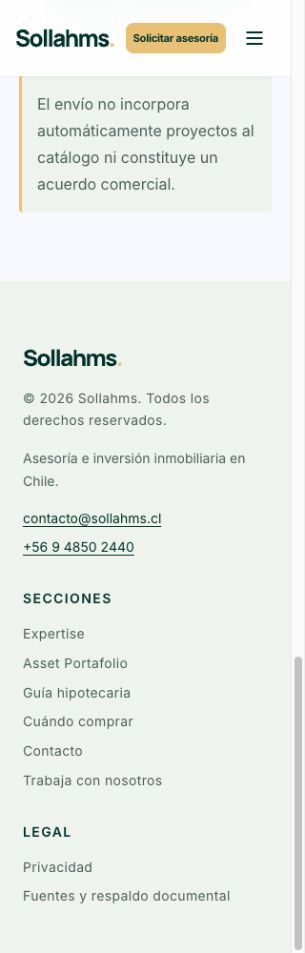 Sollahms.
Solicitar asesoría
El envío no incorpora
automáticamente proyectos al
catálogo ni constituye un
acuerdo comercial.
Sollahms.
© 2026 Sollahms. Todos los
derechos reservados.
Asesoría e inversión inmobiliaria en
Chile.
contacto@sollahms.cl
+56 9 4850 2440
SECCIONES
Expertise
Asset Portafolio
Guía hipotecaria
Cuándo comprar
Contacto
Trabaja con nosotros
LEGAL
Privacidad
Fuentes y respaldo documental